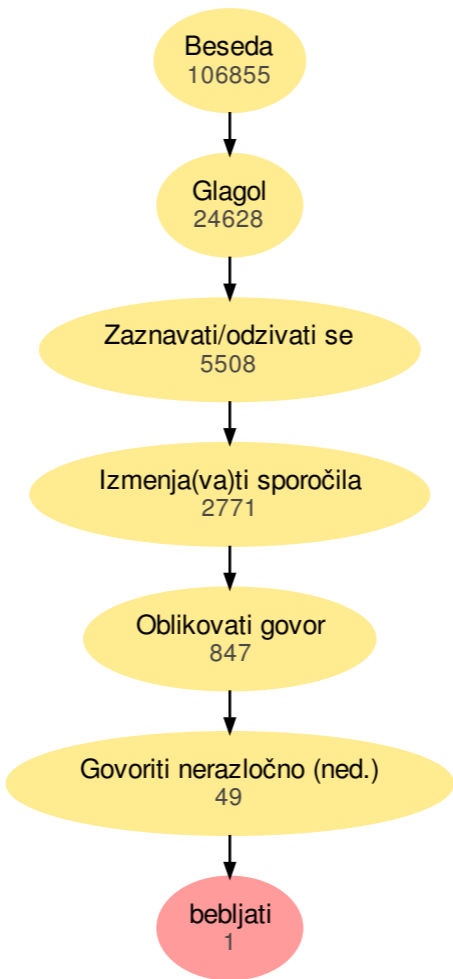 Beseda
106855
Glagol
24628
Zaznavati/odzivati se
5508
Izmenja(va)ti sporočila
2771
Oblikovati govor
847
Govoriti nerazločno (ned.)
49
bebljati
1